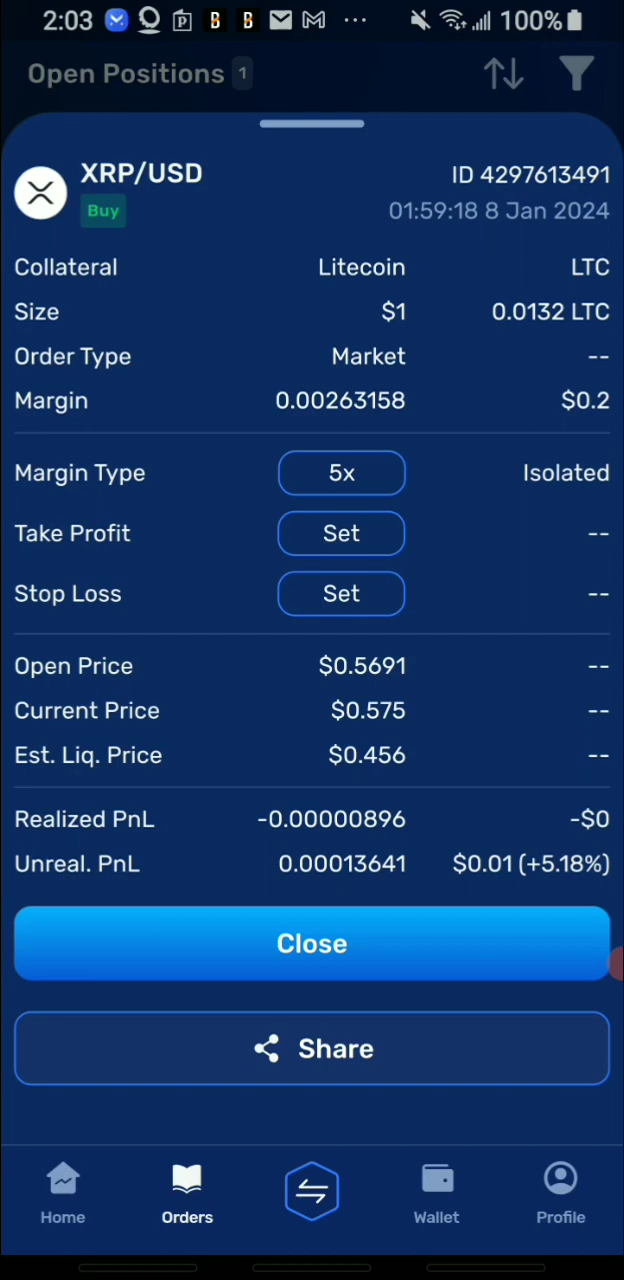 2:03 100%
Open Positions 1
XRP/USD ID 4297613491
Buy 01:59:18 8 Jan 2024
Collateral Litecoin LTC
Size $1 0.0132 LTC
Order Type Market --
Margin 0.00263158 $0.2
Margin Type 5x Isolated
Take Profit Set --
Stop Loss Set --
Open Price $0.5691 --
Current Price $0.575 --
Est. Liq. Price $0.456 --
Realized PnL -0.00000896 -$0
Unreal. PnL 0.00013641 $0.01 (+5.18%)
Close
Share
Home Orders Wallet Profile